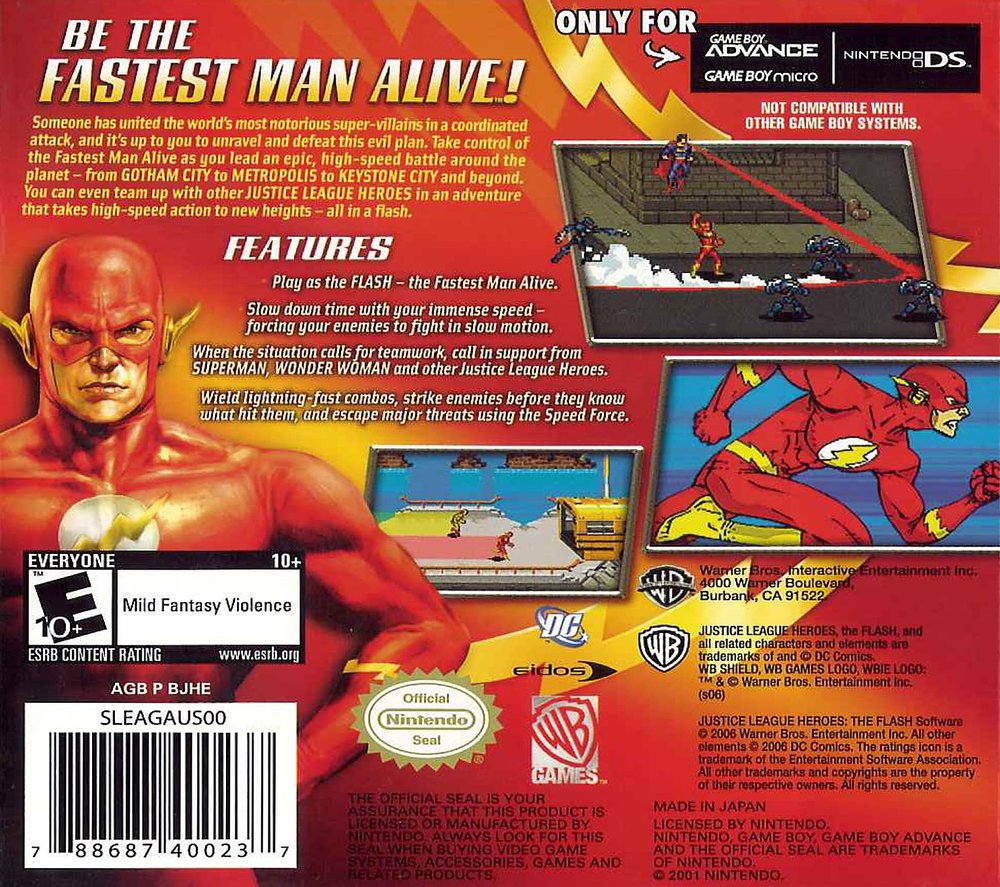 BE THE
FASTEST MAN ALIVE!
Someone has united the world's most notorious super-villains in a coordinated
attack, and it's up to you to unravel and defeat this evil plan. Take control of
the Fastest Man Alive as you lead an epic, high-speed battle around the
planet – from GOTHAM CITY to METROPOLIS to KEYSTONE CITY and beyond.
You can even team up with other JUSTICE LEAGUE HEROES in an adventure
that takes high-speed action to new heights – all in a flash.
ONLY FOR
GAME BOY
ADVANCE
GAME BOY micro
NINTENDO DS™
NOT COMPATIBLE WITH
OTHER GAME BOY SYSTEMS.
FEATURES
Play as the FLASH – the Fastest Man Alive.
Slow down time with your immense speed –
forcing your enemies to fight in slow motion.
When the situation calls for teamwork, call in support from
SUPERMAN, WONDER WOMAN and other Justice League Heroes.
Wield lightning-fast combos, strike enemies before they know
what hit them, and escape major threats using the Speed Force.
EVERYONE 10+
™
E
10+
Mild Fantasy Violence
ESRB CONTENT RATING www.esrb.org
AGB P BJHE
SLEAGAUS00
7 88687 40023 7
DC
eidos
Official
Nintendo
Seal
®
WB
GAMES™
THE OFFICIAL SEAL IS YOUR
ASSURANCE THAT THIS PRODUCT IS
LICENSED OR MANUFACTURED BY
NINTENDO. ALWAYS LOOK FOR THIS
SEAL WHEN BUYING VIDEO GAME
SYSTEMS, ACCESSORIES, GAMES AND
RELATED PRODUCTS.
Warner Bros. Interactive Entertainment Inc.
4000 Warner Boulevard,
Burbank, CA 91522
WB
JUSTICE LEAGUE HEROES, the FLASH, and
all related characters and elements are
trademarks of and © DC Comics.
WB SHIELD, WB GAMES LOGO, WBIE LOGO:
™ & © Warner Bros. Entertainment Inc.
(s06)
JUSTICE LEAGUE HEROES: THE FLASH Software
© 2006 Warner Bros. Entertainment Inc. All other
elements © 2006 DC Comics. The ratings icon is a
trademark of the Entertainment Software Association.
All other trademarks and copyrights are the property
of their respective owners. All rights reserved.
MADE IN JAPAN
LICENSED BY NINTENDO.
NINTENDO, GAME BOY, GAME BOY ADVANCE
AND THE OFFICIAL SEAL ARE TRADEMARKS
OF NINTENDO.
© 2001 NINTENDO.